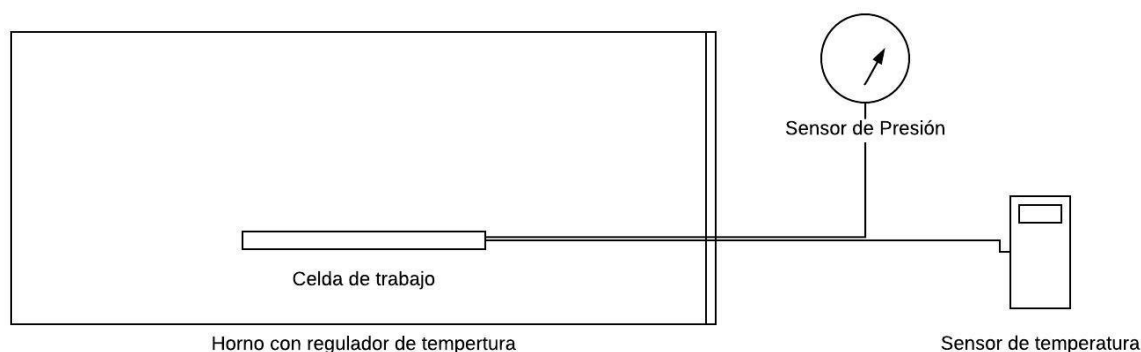 Sensor de Presión
Celda de trabajo
Horno con regulador de tempertura
Sensor de temperatura